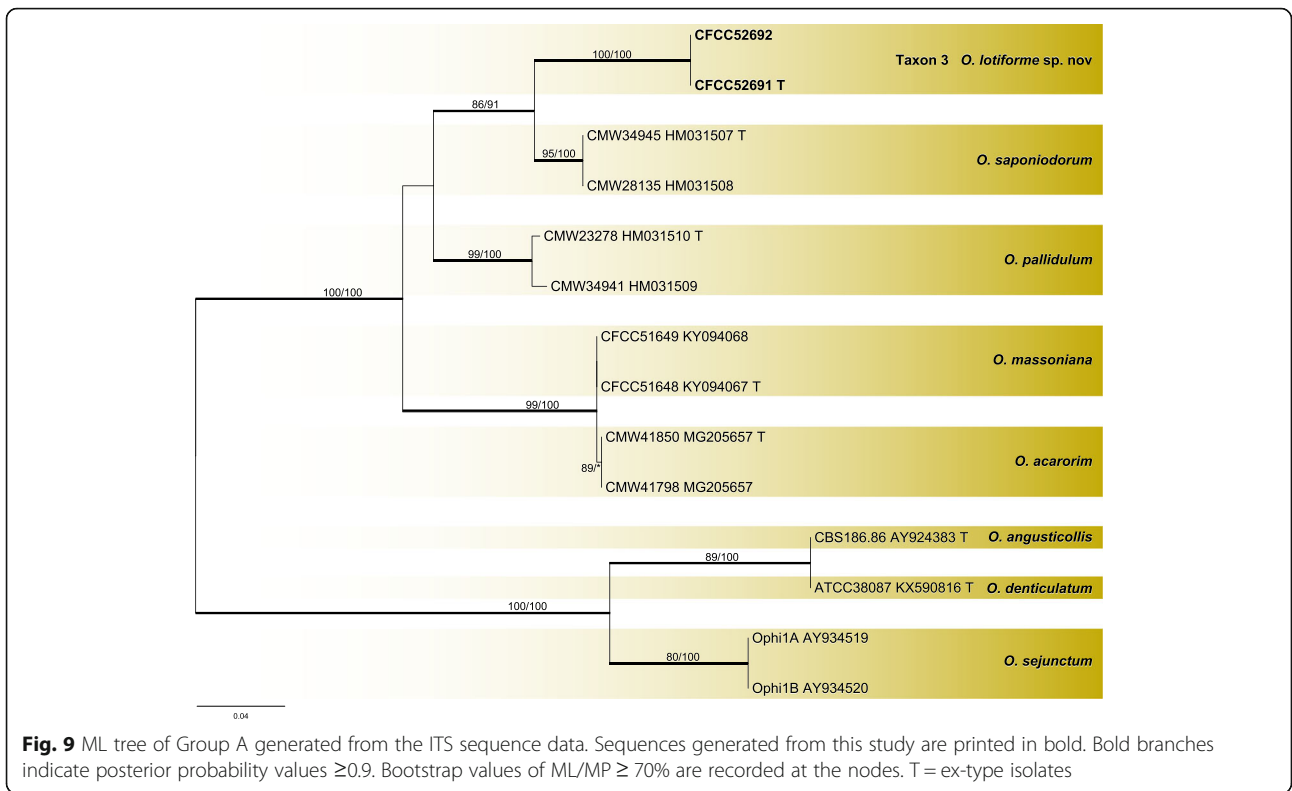 CFCC52692
100/100
Taxon 3 O. lotiforme sp. nov
CFCC52691 T
86/91
CMW34945 HM031507 T
95/100
O. saponiodorum
CMW28135 HM031508
CMW23278 HM031510 T
99/100
O. pallidulum
CMW34941 HM031509
100/100
CFCC51649 KY094068
O. massoniana
CFCC51648 KY094067 T
99/100
CMW41850 MG205657 T
O. acarorim
89/*
CMW41798 MG205657
CBS186.86 AY924383 T O. angusticollis
89/100
ATCC38087 KX590816 T O. denticulatum
100/100
Ophi1A AY934519
80/100
O. sejunctum
Ophi1B AY934520
0.04
Fig. 9 ML tree of Group A generated from the ITS sequence data. Sequences generated from this study are printed in bold. Bold branches
indicate posterior probability values ≥0.9. Bootstrap values of ML/MP ≥ 70% are recorded at the nodes. T = ex-type isolates